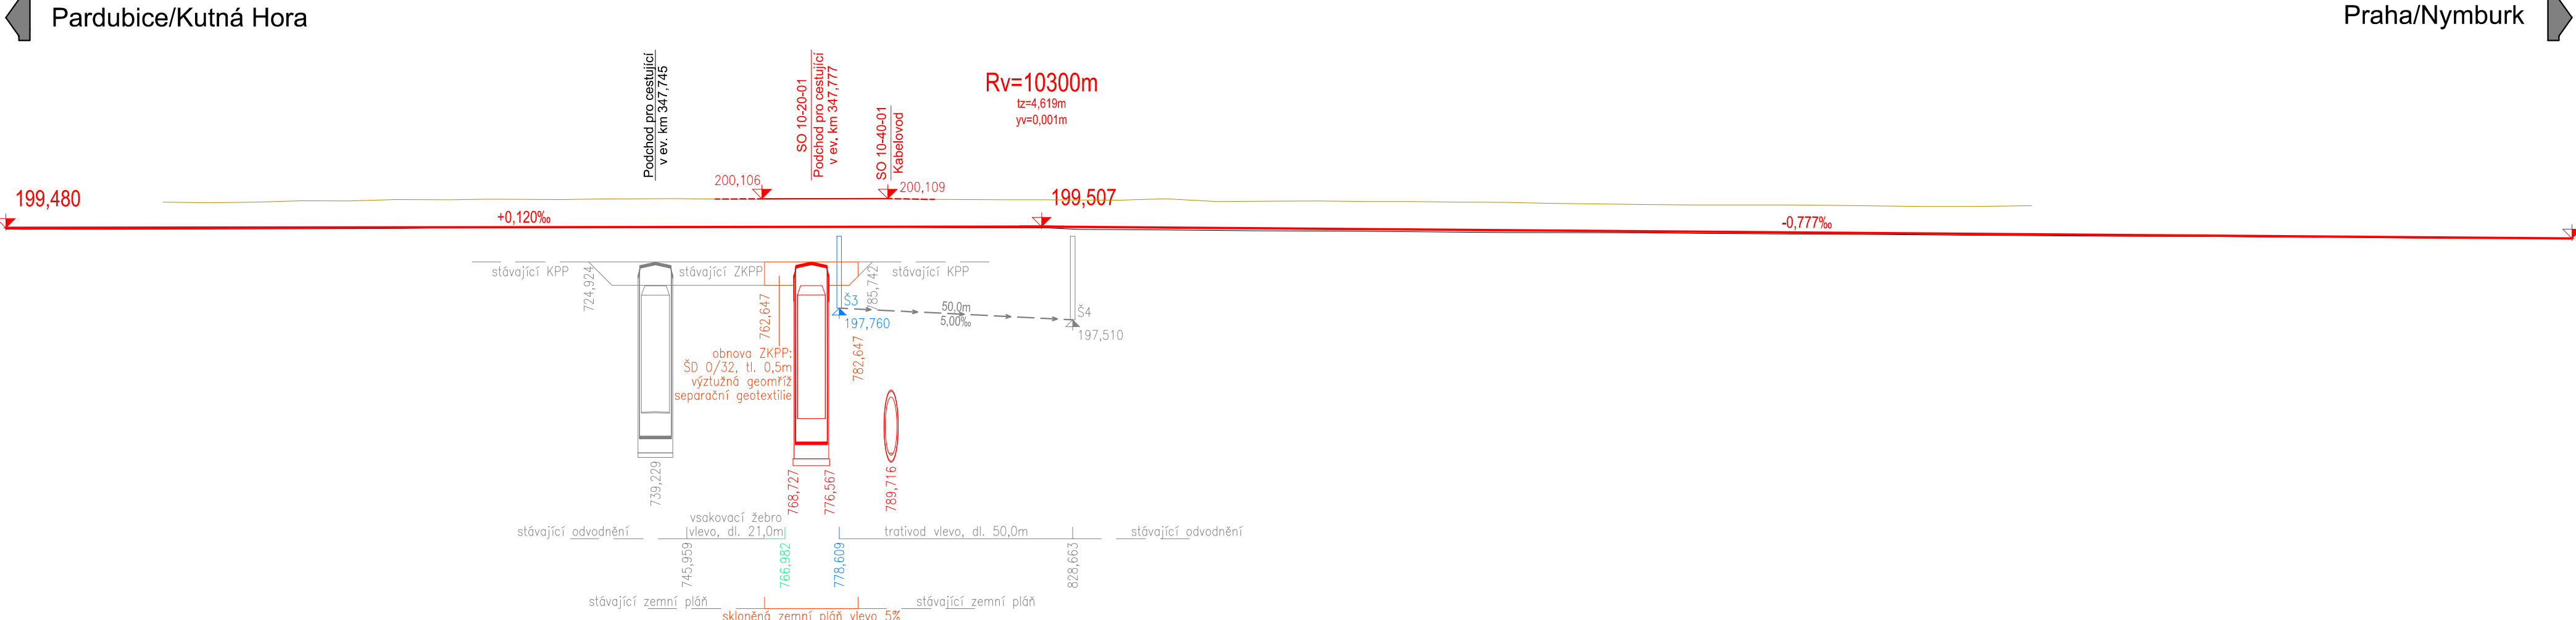 Pardubice/Kutná Hora
Praha/Nymburk
Podchod pro cestující
v ev. km 347,745
SO 10-20-01
Podchod pro cestující
v ev. km 347,777
SO 10-40-01
Kabelovod
Rv=10300m
tz=4,619m
yv=0,001m
199,480
200,106
200,109
199,507
+0,120‰
-0,777‰
stávající KPP
724,924
stávající ZKPP
762,647
785,742
stávající KPP
Š3
197,760
50,0m
5,00‰
Š4
197,510
obnova ZKPP:
ŠD 0/32, tl. 0,5m
výztužná geomříž
separační geotextilie
782,647
739,229
768,727
776,567
789,716
stávající odvodnění
vsakovací žebro
vlevo, dl. 21,0m
trativod vlevo, dl. 50,0m
stávající odvodnění
745,959
766,982
778,609
828,663
stávající zemní pláň
stávající zemní pláň
skloněná zemní pláň vlevo 5%